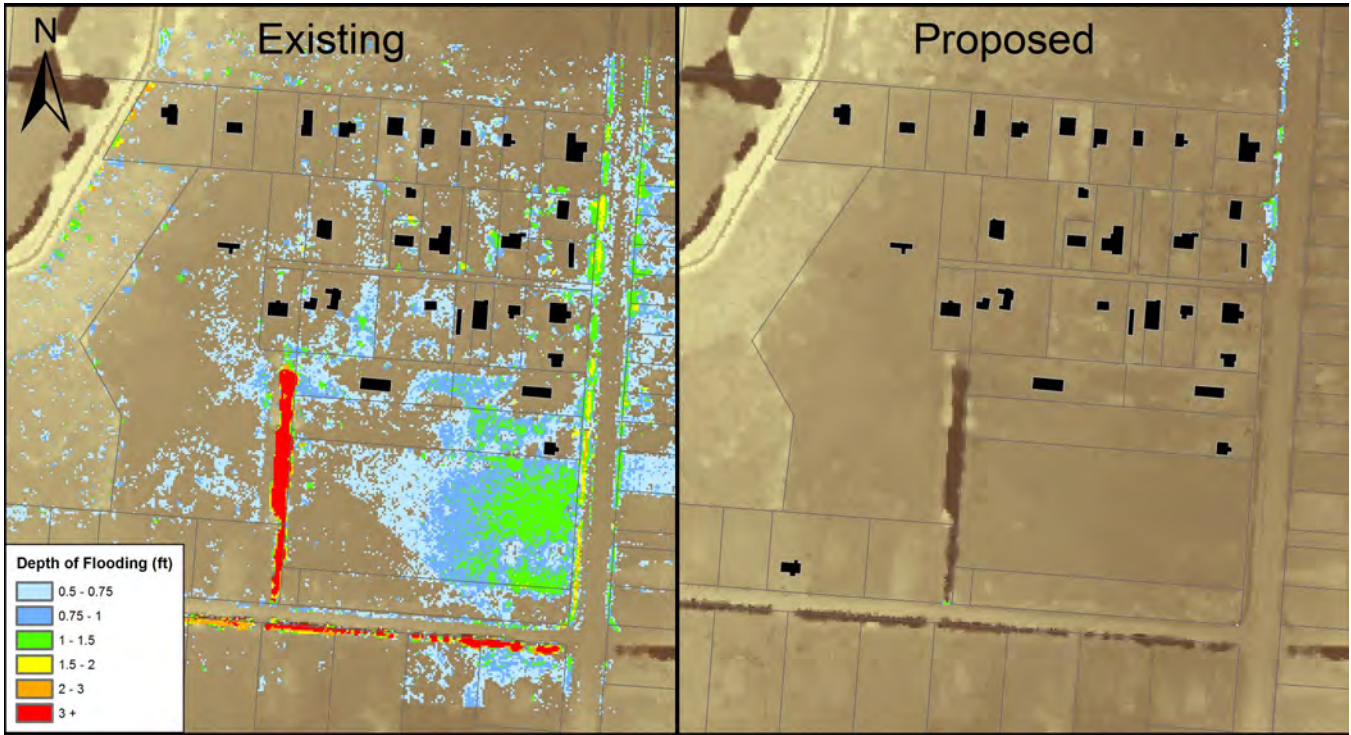 Existing
Proposed
N
Depth of Flooding (ft)
0.5 - 0.75
0.75 - 1
1 - 1.5
1.5 - 2
2 - 3
3 +